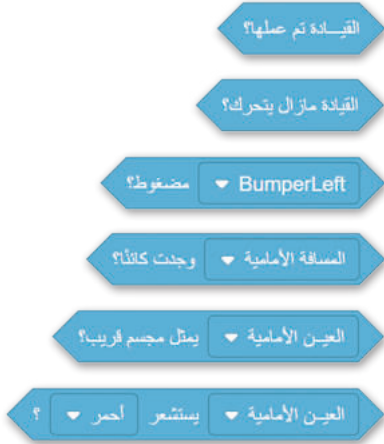 القيــادة تم عملها؟
القيادة مازال يتحرك؟
BumperLeft مضغوط؟
المسافة الأمامية وجدت كائنًا؟
العيـن الأمامية يمثل مجسم قريب؟
العيـن الأمامية يستشعر أحمر ؟